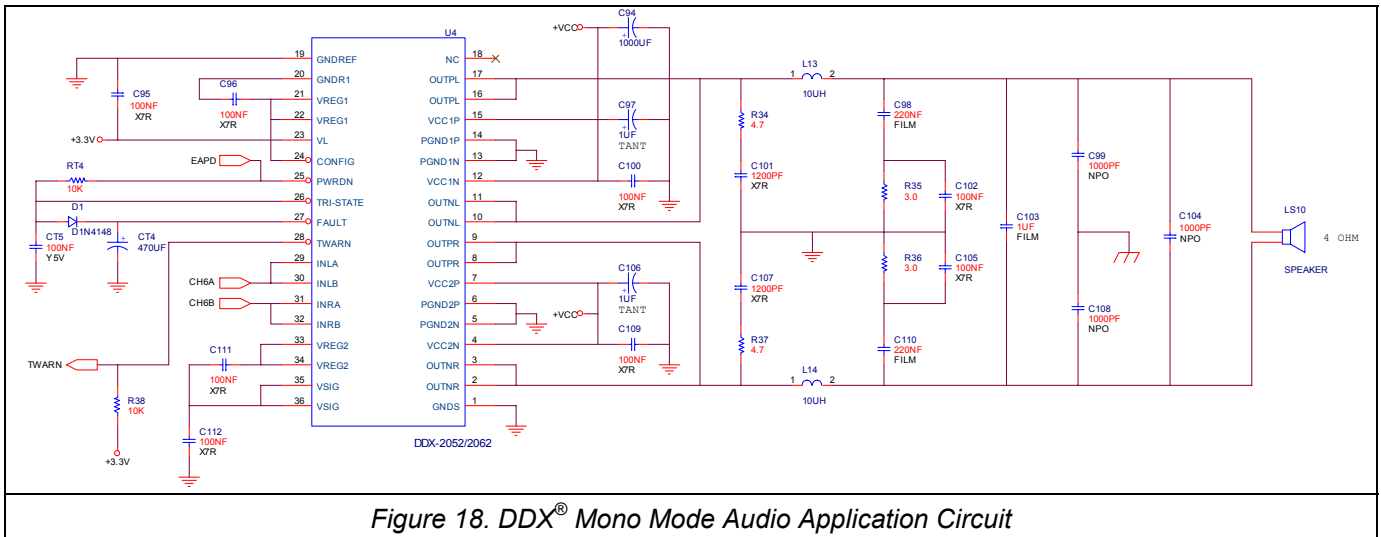 U4
DDX-2052/2062
19 GNDREF
20 GNDR1
21 VREG1
22 VREG1
23 VL
24 CONFIG
25 PWRDN
26 TRI-STATE
27 FAULT
28 TWARN
29 INLA
30 INLB
31 INRA
32 INRB
33 VREG2
34 VREG2
35 VSIG
36 VSIG
NC 18
OUTPL 17
OUTPL 16
VCC1P 15
PGND1P 14
PGND1N 13
VCC1N 12
OUTNL 11
OUTNL 10
OUTPR 9
OUTPR 8
VCC2P 7
PGND2P 6
PGND2N 5
VCC2N 4
OUTNR 3
OUTNR 2
GNDS 1
C95
100NF
X7R
C96
100NF
X7R
+3.3V
EAPD
RT4
10K
D1
D1N4148
CT5
100NF
Y5V
CT4
470UF
+
CH6A
CH6B
TWARN
R38
10K
+3.3V
C111
100NF
X7R
C112
100NF
X7R
+VCC
C94
+
1000UF
C97
+
1UF
TANT
C100
100NF
X7R
C106
+
1UF
TANT
+VCC
C109
100NF
X7R
R34
4.7
C101
1200PF
X7R
C107
1200PF
X7R
R37
4.7
L13
1 2
10UH
L14
1 2
10UH
C98
220NF
FILM
R35
3.0
C102
100NF
X7R
R36
3.0
C105
100NF
X7R
C110
220NF
FILM
C103
1UF
FILM
C99
1000PF
NPO
C108
1000PF
NPO
C104
1000PF
NPO
LS10
4 OHM
SPEAKER
Figure 18. DDX® Mono Mode Audio Application Circuit